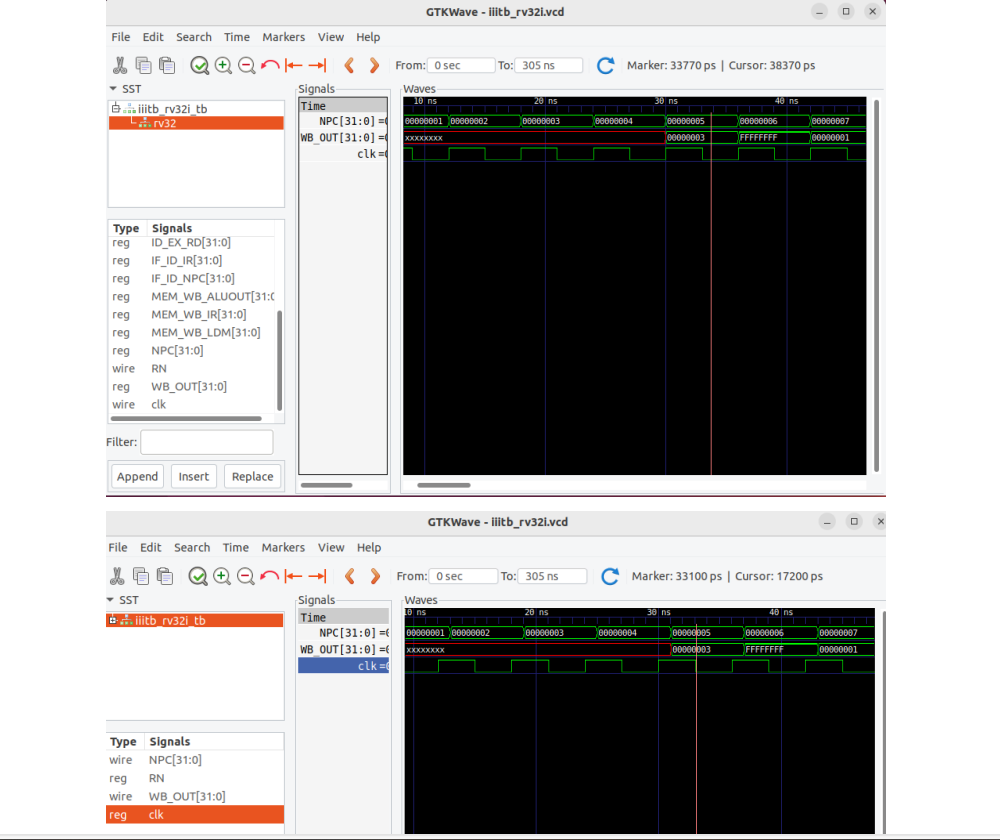 GTKWave - iiitb_rv32i.vcd
File Edit Search Time Markers View Help
From: 0 sec To: 305 ns Marker: 33770 ps | Cursor: 38370 ps
SST
iiitb_rv32i_tb
rv32
Type Signals
reg ID_EX_RD[31:0]
reg IF_ID_IR[31:0]
reg IF_ID_NPC[31:0]
reg MEM_WB_ALUOUT[31:0
reg MEM_WB_IR[31:0]
reg MEM_WB_LDM[31:0]
reg NPC[31:0]
wire RN
reg WB_OUT[31:0]
wire clk
Filter:
Append Insert Replace
Signals
Time
NPC[31:0] =
WB_OUT[31:0] =
clk =
Waves
10 ns 20 ns 30 ns 40 ns
00000001 00000002 00000003 00000004 00000005 00000006 00000007
xxxxxxxx 00000003 FFFFFFFF 00000001
GTKWave - iiitb_rv32i.vcd
File Edit Search Time Markers View Help
From: 0 sec To: 305 ns Marker: 33100 ps | Cursor: 17200 ps
SST
iiitb_rv32i_tb
Type Signals
wire NPC[31:0]
reg RN
wire WB_OUT[31:0]
reg clk
Signals
Time
NPC[31:0] =
WB_OUT[31:0] =
clk =
Waves
10 ns 20 ns 30 ns 40 ns
00000001 00000002 00000003 00000004 00000005 00000006 00000007
xxxxxxxx 00000003 FFFFFFFF 00000001